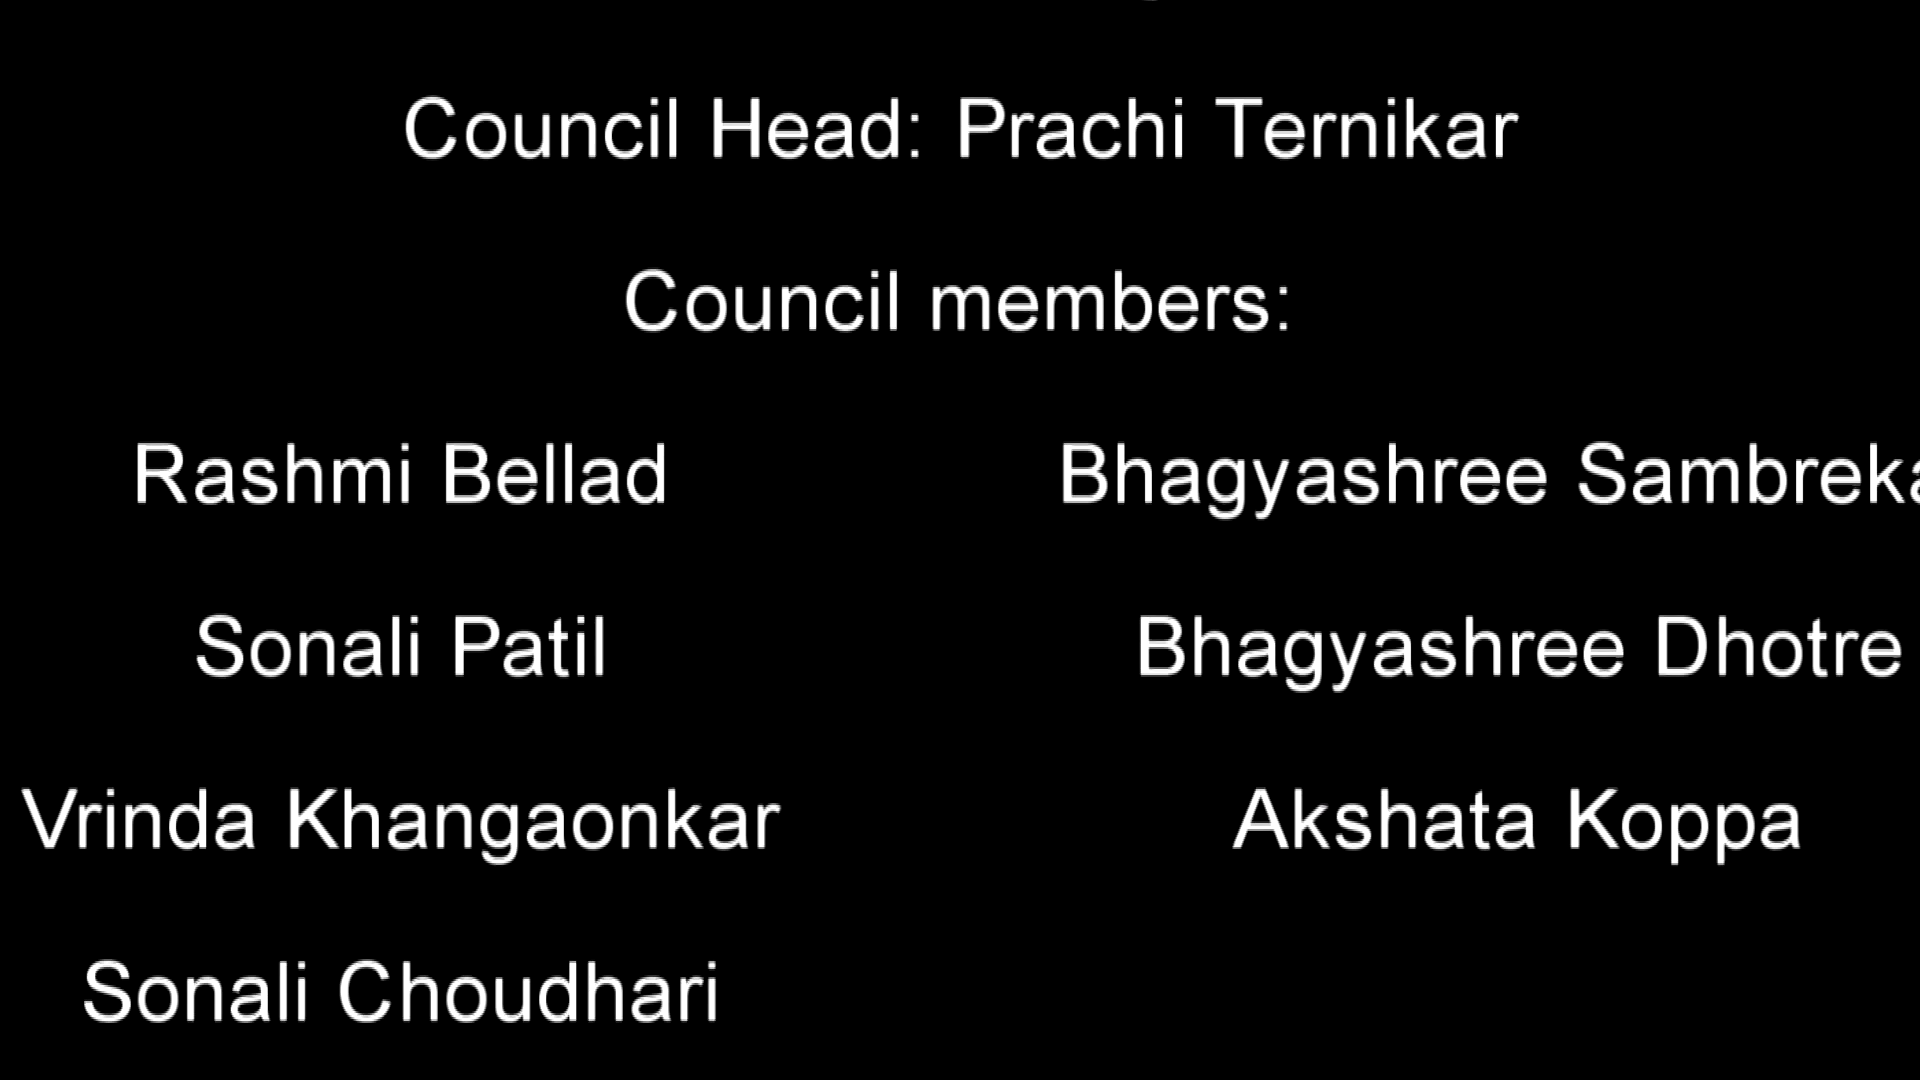 Council Head: Prachi Ternikar
Council members:
Rashmi Bellad
Bhagyashree Sambreka
Sonali Patil
Bhagyashree Dhotre
Vrinda Khangaonkar
Akshata Koppa
Sonali Choudhari